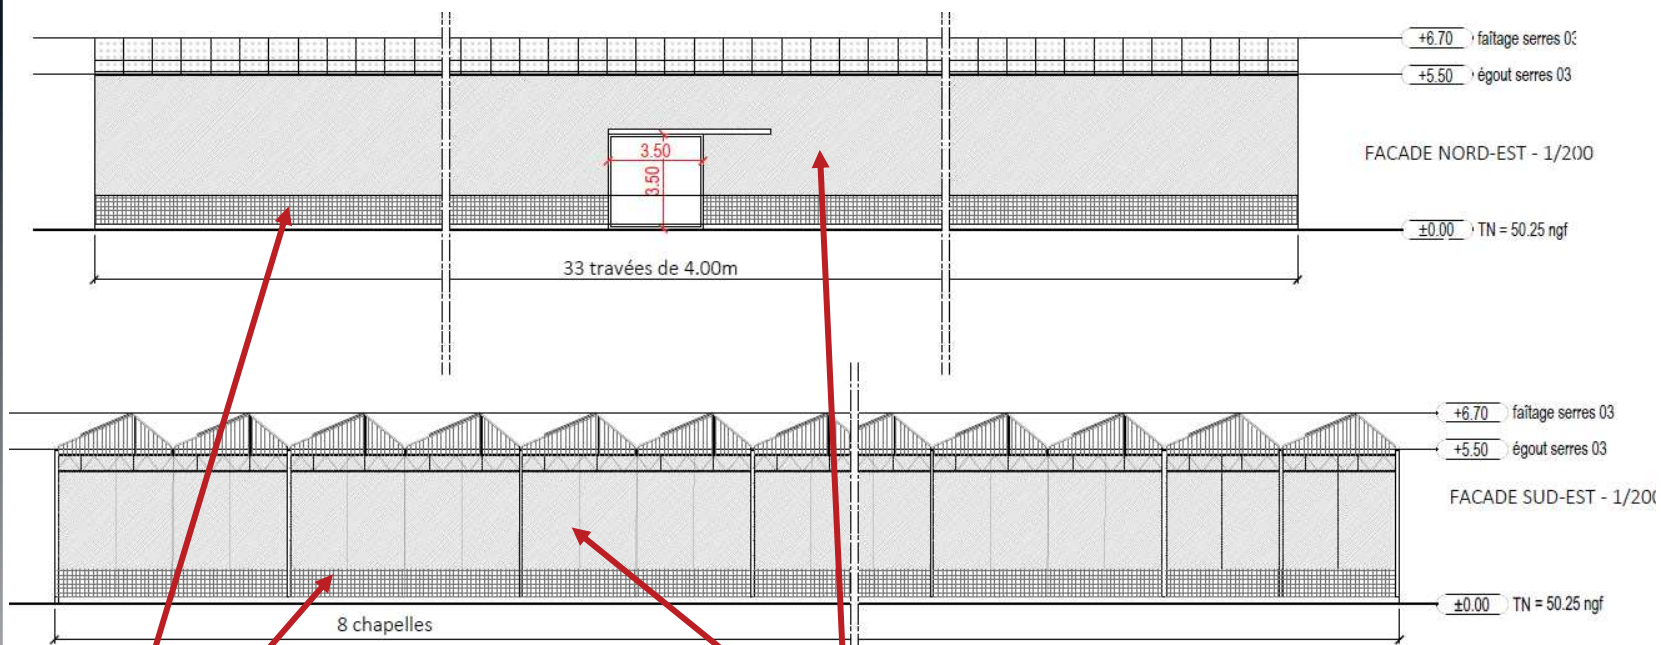 +6.70 faîtage serres 03
+5.50 égout serres 03
FACADE NORD-EST - 1/200
3.50
3.50
±0.00 TN = 50.25 ngf
33 travées de 4.00m
+6.70 faîtage serres 03
+5.50 égout serres 03
FACADE SUD-EST - 1/200
±0.00 TN = 50.25 ngf
8 chapelles